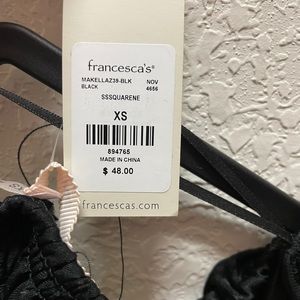 francesca's®
MAKELLAZ39-BLK NOV
BLACK 4656
SSSQUARENE
XS
894765
MADE IN CHINA
$ 48.00
francescas.com